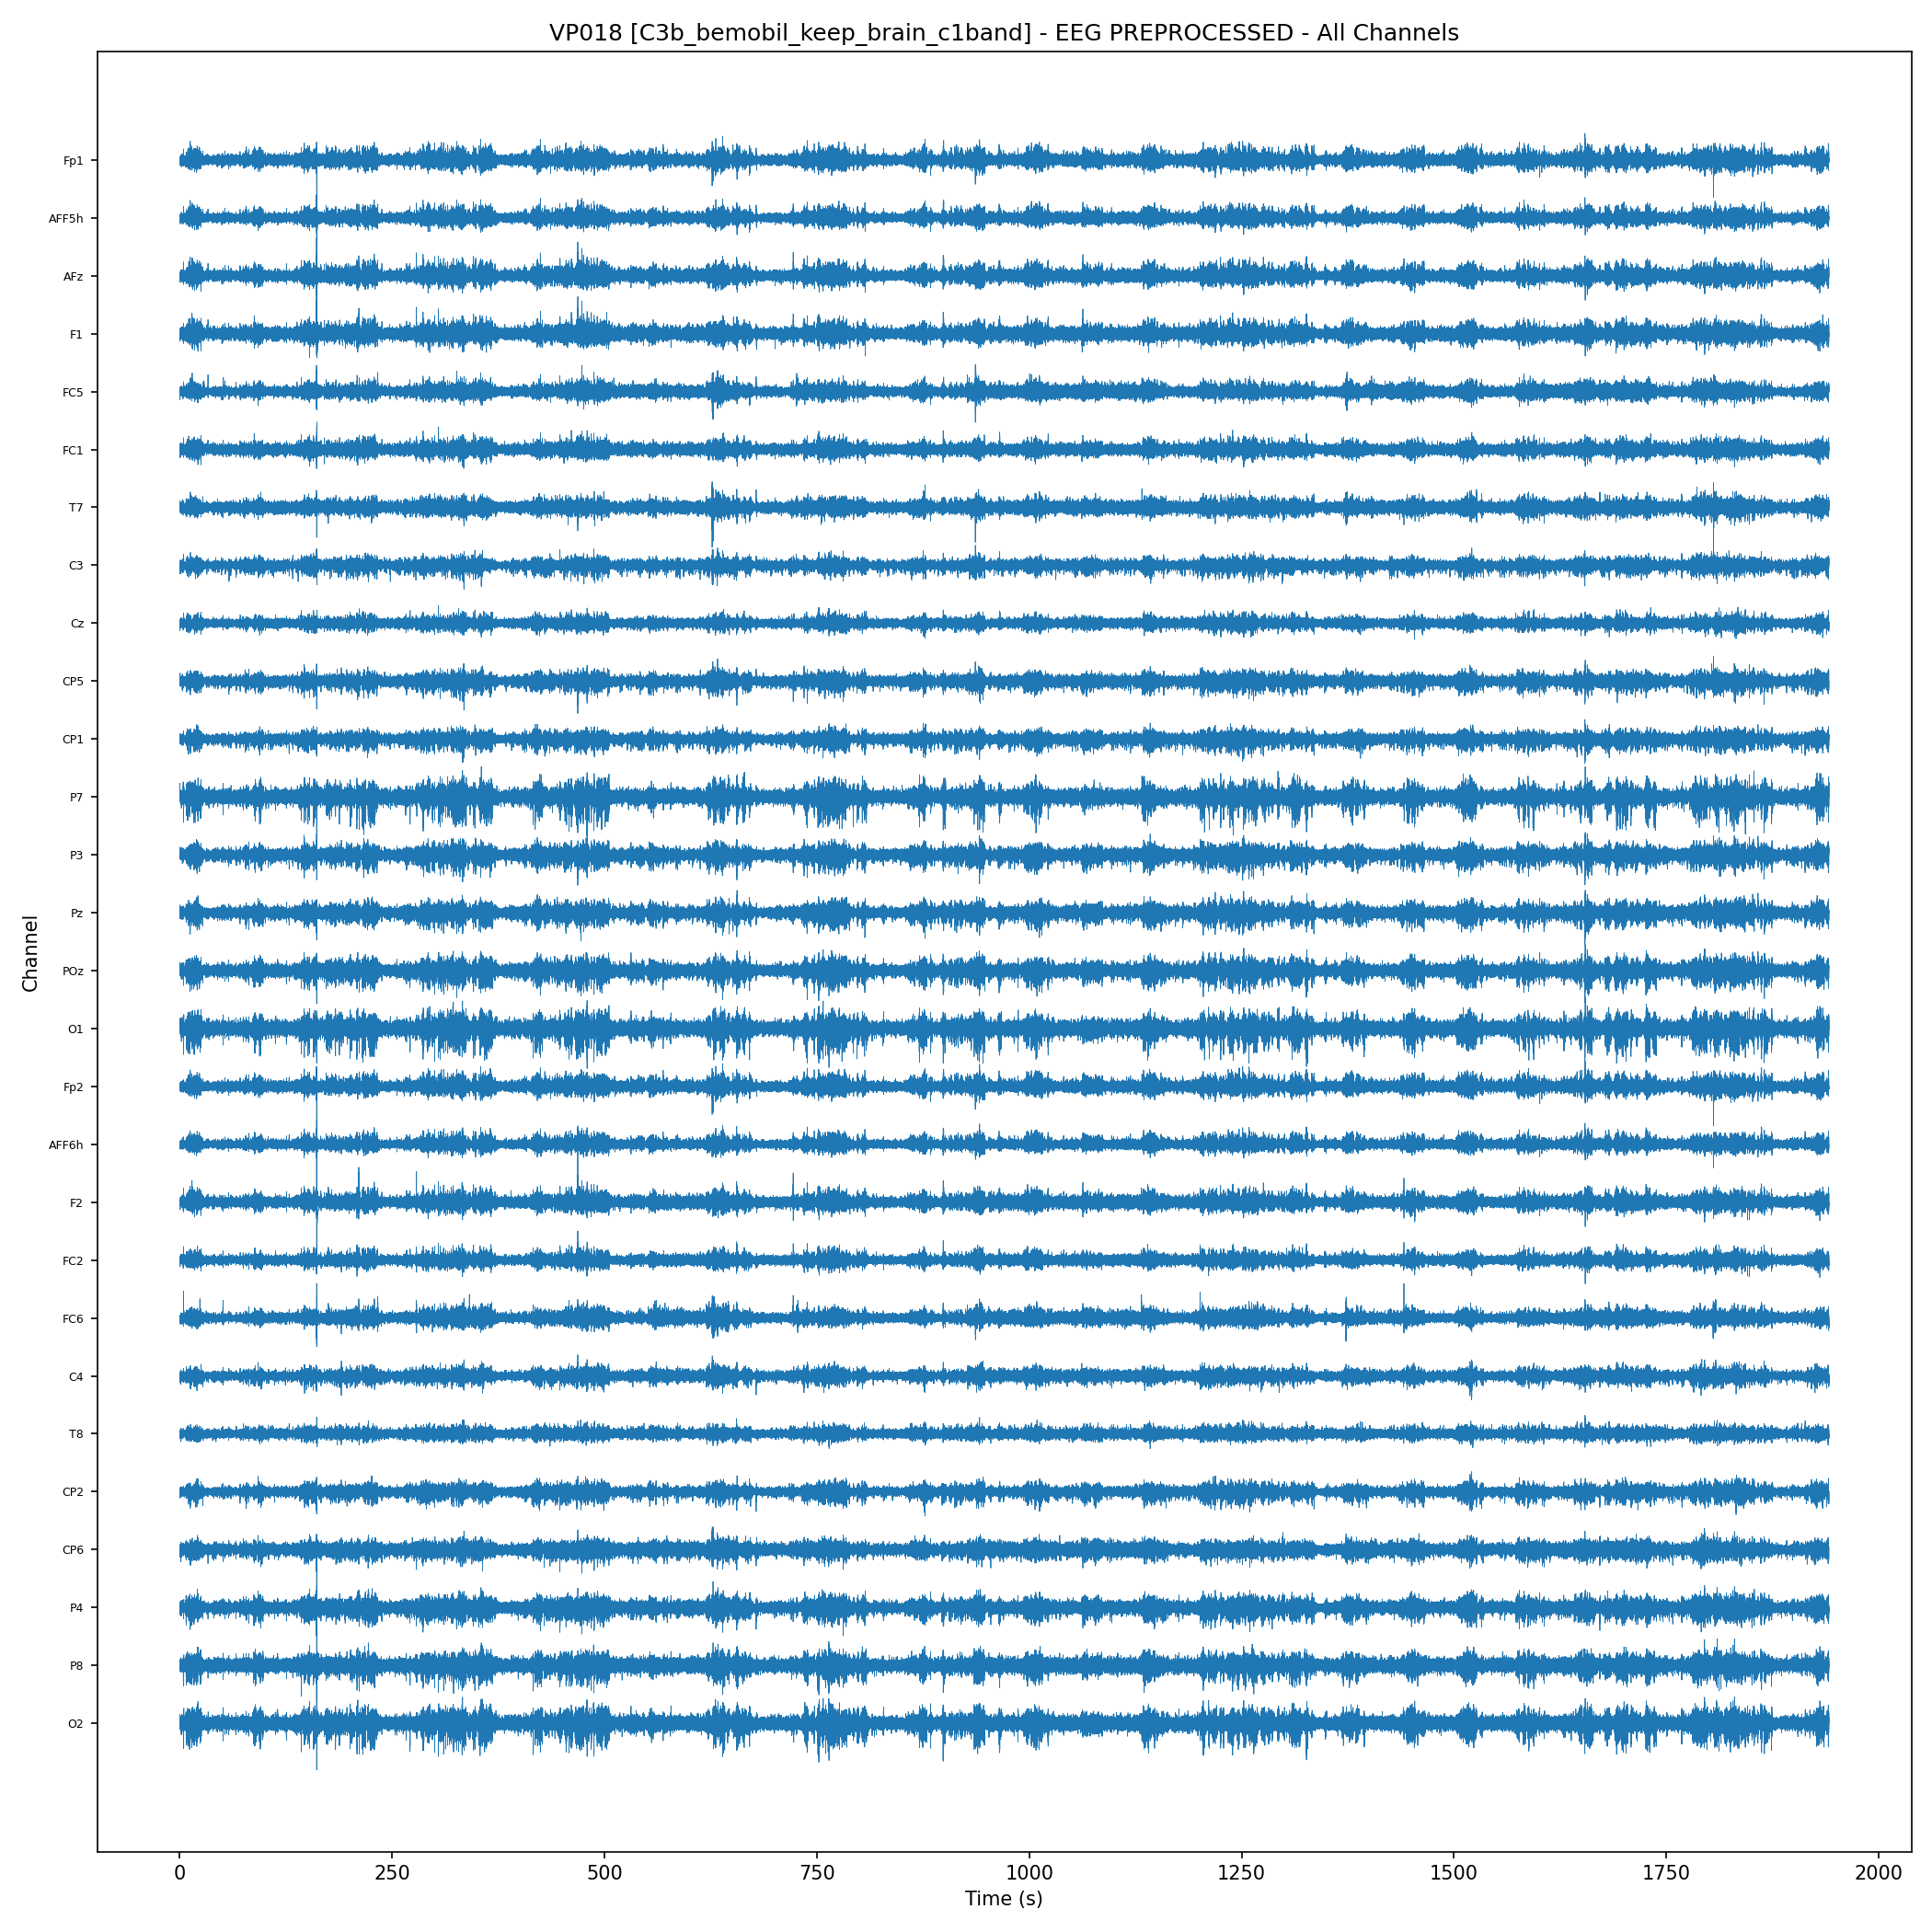 VP018 [C3b_bemobil_keep_brain_c1band] - EEG PREPROCESSED - All Channels
Fp1
AFF5h
AFz
F1
FC5
FC1
T7
C3
Cz
CP5
CP1
P7
P3
Pz
POz
O1
Fp2
AFF6h
F2
FC2
FC6
C4
T8
CP2
CP6
P4
P8
O2
Channel
0 250 500 750 1000 1250 1500 1750 2000
Time (s)